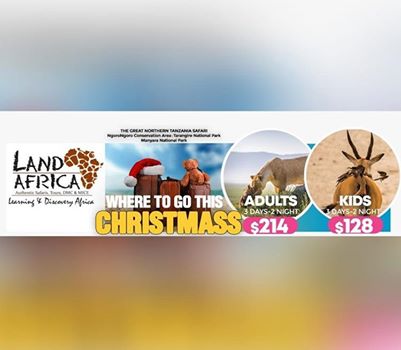 THE GREAT NORTHERN TANZANIA SAFARI
NgoroNgoro Conservation Area. Tarangire National Park
Manyara National Park
LAND
AFRICA
Authentic Safaris, Tours, DMC & MICE
Learning & Discovery Africa
WHERE TO GO THIS
CHRISTMASS
ADULTS
3 DAYS-2 NIGHT
$214
KIDS
3 DAYS-2 NIGHT
$128